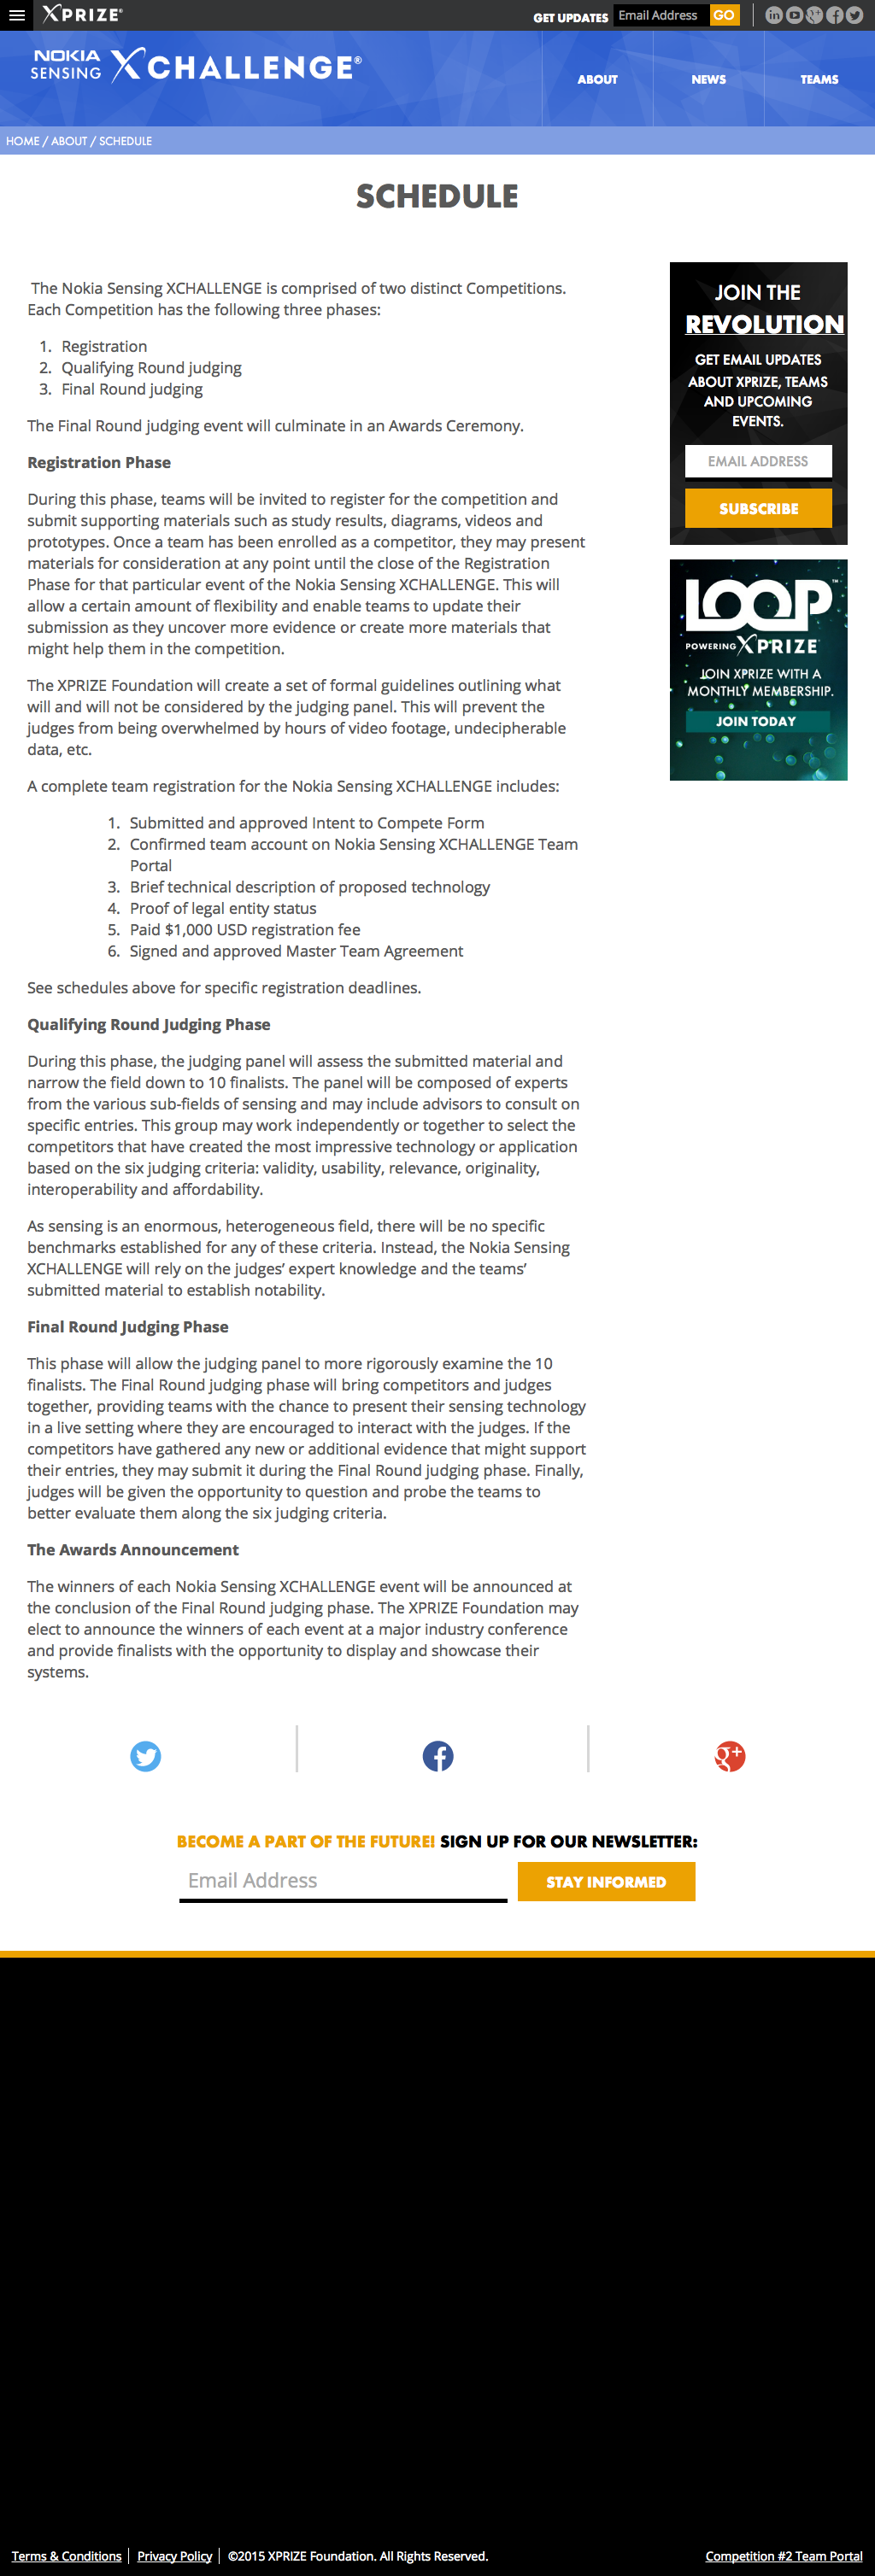 XPRIZE®
GET UPDATES Email Address GO
NOKIA
SENSING XCHALLENGE®
ABOUT NEWS TEAMS
HOME / ABOUT / SCHEDULE
SCHEDULE
The Nokia Sensing XCHALLENGE is comprised of two distinct Competitions.
Each Competition has the following three phases:
1. Registration
2. Qualifying Round judging
3. Final Round judging
The Final Round judging event will culminate in an Awards Ceremony.
Registration Phase
During this phase, teams will be invited to register for the competition and
submit supporting materials such as study results, diagrams, videos and
prototypes. Once a team has been enrolled as a competitor, they may present
materials for consideration at any point until the close of the Registration
Phase for that particular event of the Nokia Sensing XCHALLENGE. This will
allow a certain amount of flexibility and enable teams to update their
submission as they uncover more evidence or create more materials that
might help them in the competition.
The XPRIZE Foundation will create a set of formal guidelines outlining what
will and will not be considered by the judging panel. This will prevent the
judges from being overwhelmed by hours of video footage, undecipherable
data, etc.
A complete team registration for the Nokia Sensing XCHALLENGE includes:
1. Submitted and approved Intent to Compete Form
2. Confirmed team account on Nokia Sensing XCHALLENGE Team
Portal
3. Brief technical description of proposed technology
4. Proof of legal entity status
5. Paid $1,000 USD registration fee
6. Signed and approved Master Team Agreement
See schedules above for specific registration deadlines.
Qualifying Round Judging Phase
During this phase, the judging panel will assess the submitted material and
narrow the field down to 10 finalists. The panel will be composed of experts
from the various sub-fields of sensing and may include advisors to consult on
specific entries. This group may work independently or together to select the
competitors that have created the most impressive technology or application
based on the six judging criteria: validity, usability, relevance, originality,
interoperability and affordability.
As sensing is an enormous, heterogeneous field, there will be no specific
benchmarks established for any of these criteria. Instead, the Nokia Sensing
XCHALLENGE will rely on the judges’ expert knowledge and the teams’
submitted material to establish notability.
Final Round Judging Phase
This phase will allow the judging panel to more rigorously examine the 10
finalists. The Final Round judging phase will bring competitors and judges
together, providing teams with the chance to present their sensing technology
in a live setting where they are encouraged to interact with the judges. If the
competitors have gathered any new or additional evidence that might support
their entries, they may submit it during the Final Round judging phase. Finally,
judges will be given the opportunity to question and probe the teams to
better evaluate them along the six judging criteria.
The Awards Announcement
The winners of each Nokia Sensing XCHALLENGE event will be announced at
the conclusion of the Final Round judging phase. The XPRIZE Foundation may
elect to announce the winners of each event at a major industry conference
and provide finalists with the opportunity to display and showcase their
systems.
JOIN THE
REVOLUTION
GET EMAIL UPDATES
ABOUT XPRIZE, TEAMS
AND UPCOMING
EVENTS.
EMAIL ADDRESS
SUBSCRIBE
LOOP™
POWERING XPRIZE
JOIN XPRIZE WITH A
MONTHLY MEMBERSHIP.
JOIN TODAY
BECOME A PART OF THE FUTURE! SIGN UP FOR OUR NEWSLETTER:
Email Address STAY INFORMED
Terms & Conditions Privacy Policy ©2015 XPRIZE Foundation. All Rights Reserved. Competition #2 Team Portal